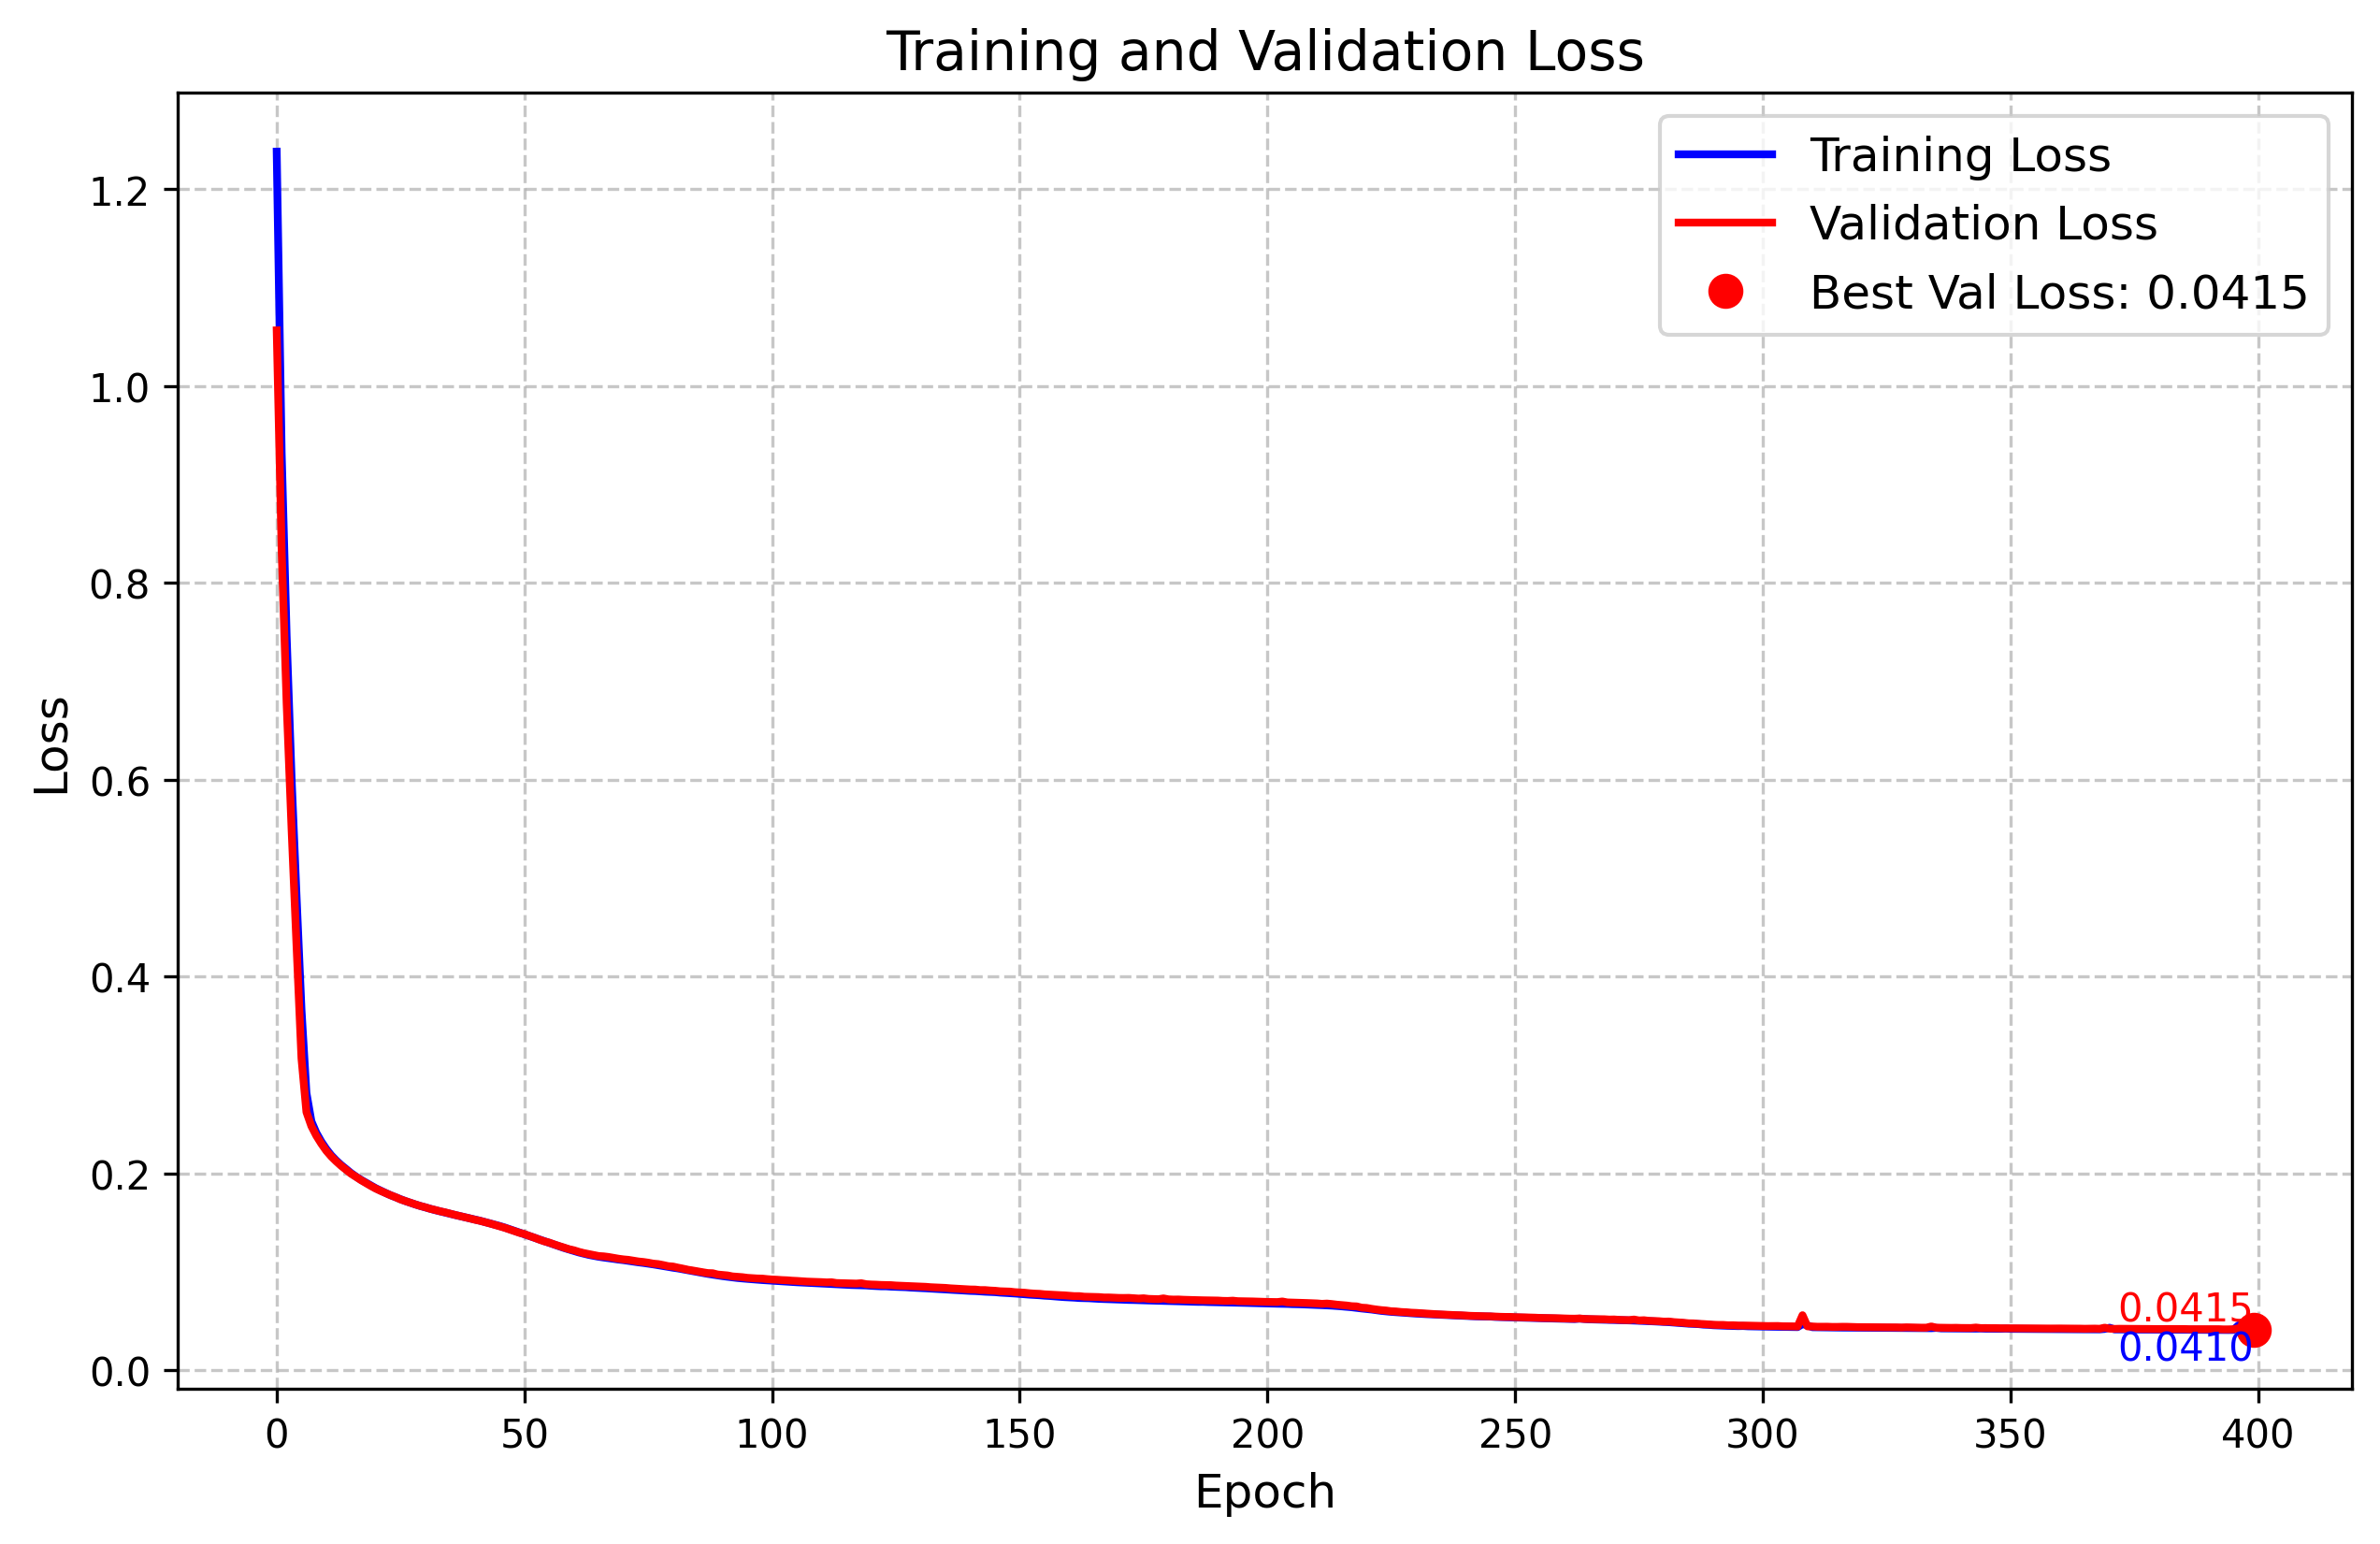 Training and Validation Loss
Training Loss
Validation Loss
Best Val Loss: 0.0415
Loss
1.2
1.0
0.8
0.6
0.4
0.2
0.0
0.0415
0.0410
0 50 100 150 200 250 300 350 400
Epoch